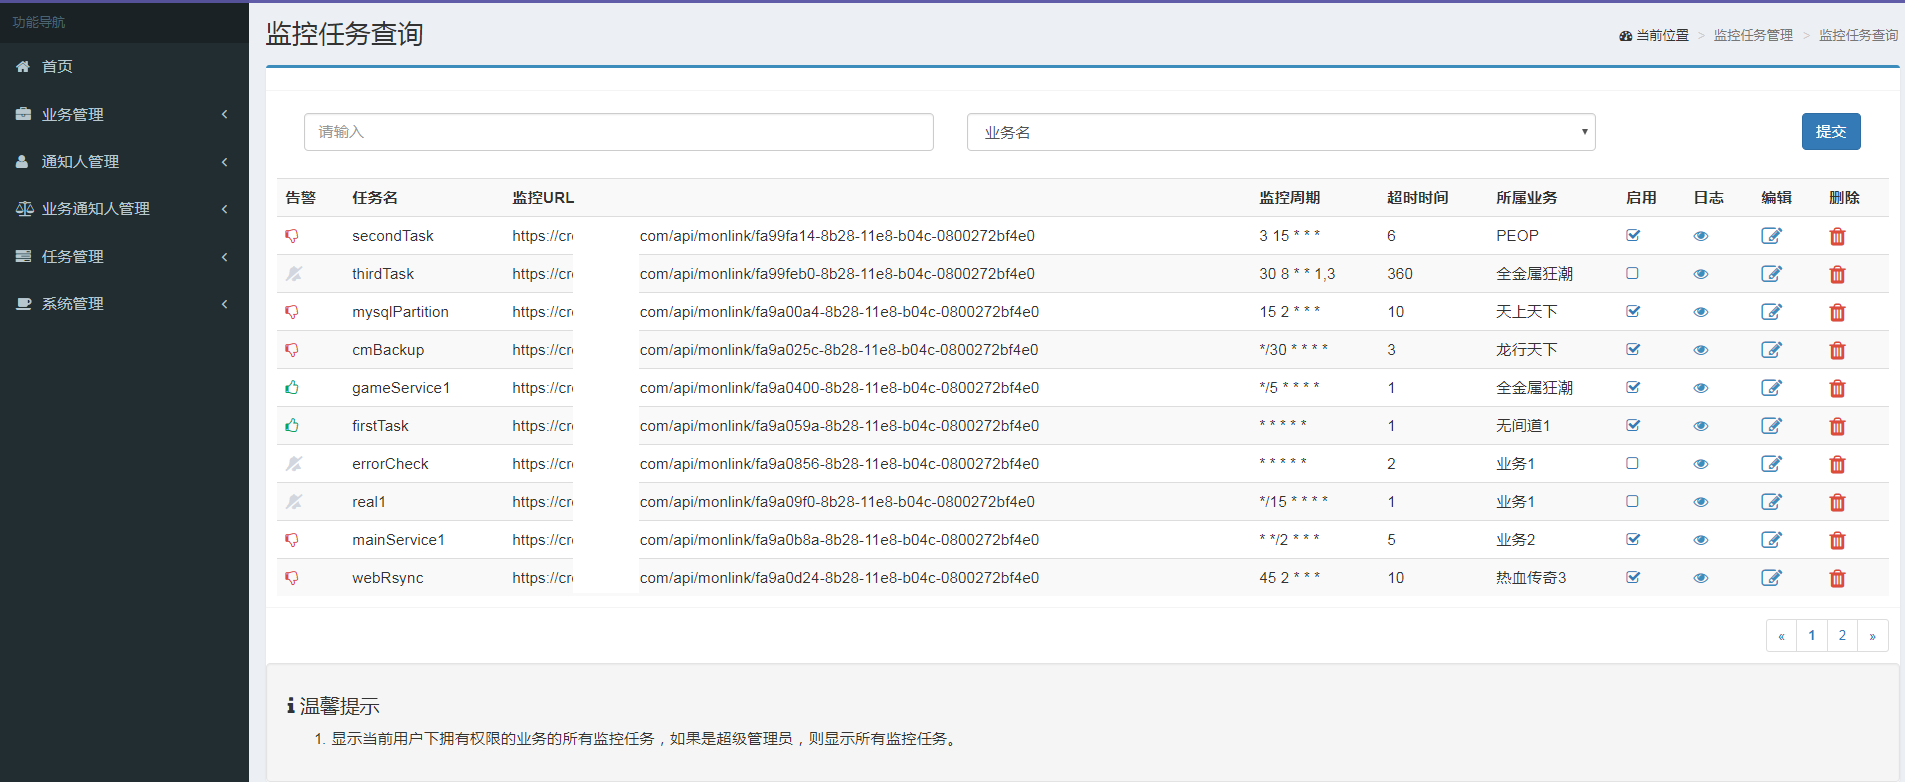 功能导航
首页
业务管理
通知人管理
业务通知人管理
任务管理
系统管理
监控任务查询
当前位置 > 监控任务管理 > 监控任务查询
请输入 业务名 提交
告警 任务名 监控URL 监控周期 超时时间 所属业务 启用 日志 编辑 删除
secondTask https://cr com/api/monlink/fa99fa14-8b28-11e8-b04c-0800272bf4e0 3 15 * * * 6 PEOP
thirdTask https://cr com/api/monlink/fa99feb0-8b28-11e8-b04c-0800272bf4e0 30 8 * * 1,3 360 全金属狂潮
mysqlPartition https://cr com/api/monlink/fa9a00a4-8b28-11e8-b04c-0800272bf4e0 15 2 * * * 10 天上天下
cmBackup https://cr com/api/monlink/fa9a025c-8b28-11e8-b04c-0800272bf4e0 */30 * * * * 3 龙行天下
gameService1 https://cr com/api/monlink/fa9a0400-8b28-11e8-b04c-0800272bf4e0 */5 * * * * 1 全金属狂潮
firstTask https://cr com/api/monlink/fa9a059a-8b28-11e8-b04c-0800272bf4e0 * * * * * 1 无间道1
errorCheck https://cr com/api/monlink/fa9a0856-8b28-11e8-b04c-0800272bf4e0 * * * * * 2 业务1
real1 https://cr com/api/monlink/fa9a09f0-8b28-11e8-b04c-0800272bf4e0 */15 * * * * 1 业务1
mainService1 https://cr com/api/monlink/fa9a0b8a-8b28-11e8-b04c-0800272bf4e0 * */2 * * * 5 业务2
webRsync https://cr com/api/monlink/fa9a0d24-8b28-11e8-b04c-0800272bf4e0 45 2 * * * 10 热血传奇3
« 1 2 »
温馨提示
1. 显示当前用户下拥有权限的业务的所有监控任务，如果是超级管理员，则显示所有监控任务。